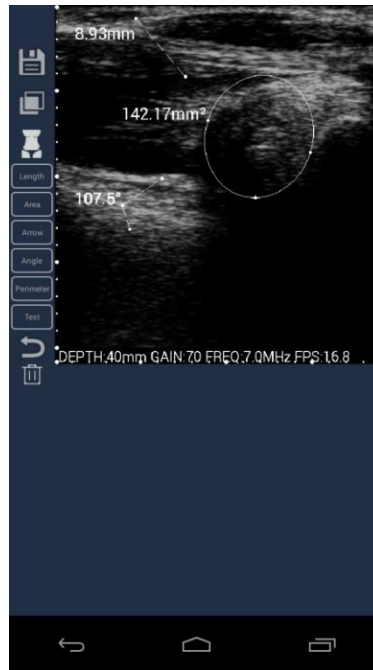 8.93mm
142.17mm²
Length
107.5°
Area
Arrow
Angle
Perimeter
Text
DEPTH:40mm GAIN:70 FREQ:7.0MHz FPS:16.8